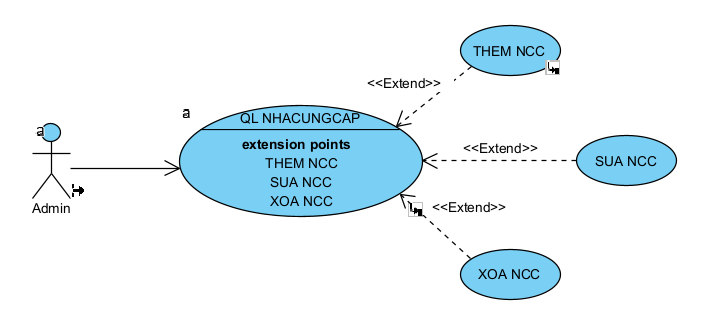 THEM NCC
<<Extend>>
a
QL NHACUNGCAP
a
extension points
<<Extend>>
THEM NCC
SUA NCC
SUA NCC
XOA NCC
Admin
<<Extend>>
XOA NCC